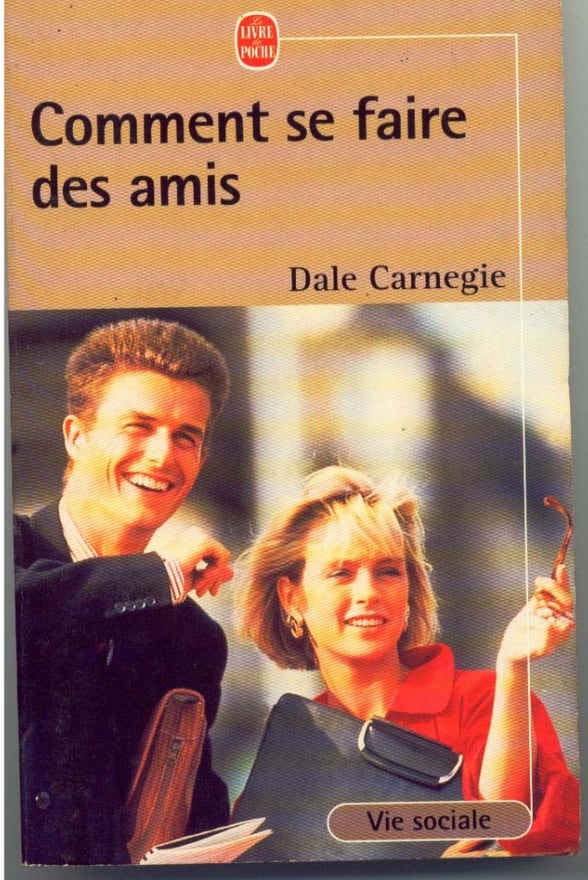 Le
LIVRE
de
POCHE
Comment se faire
des amis
Dale Carnegie
Vie sociale